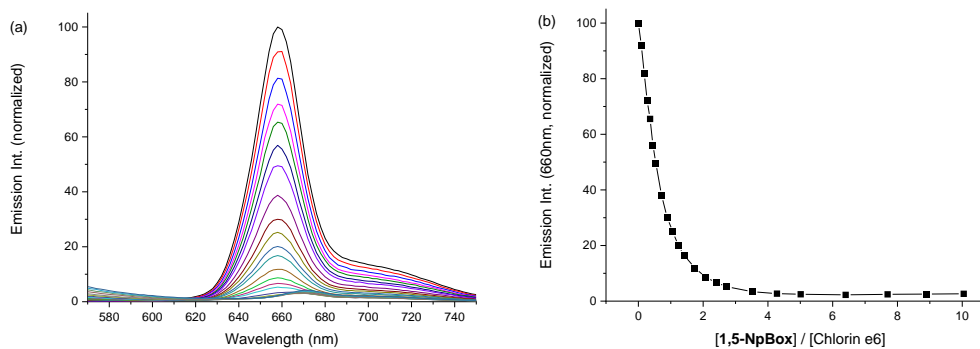 (a)
Emission Int. (normalized)
100
80
60
40
20
0
580 600 620 640 660 680 700 720 740
Wavelength (nm)
(b)
Emission Int. (660nm, normalized)
100
80
60
40
20
0
0 2 4 6 8 10
[1,5-NpBox] / [Chlorin e6]